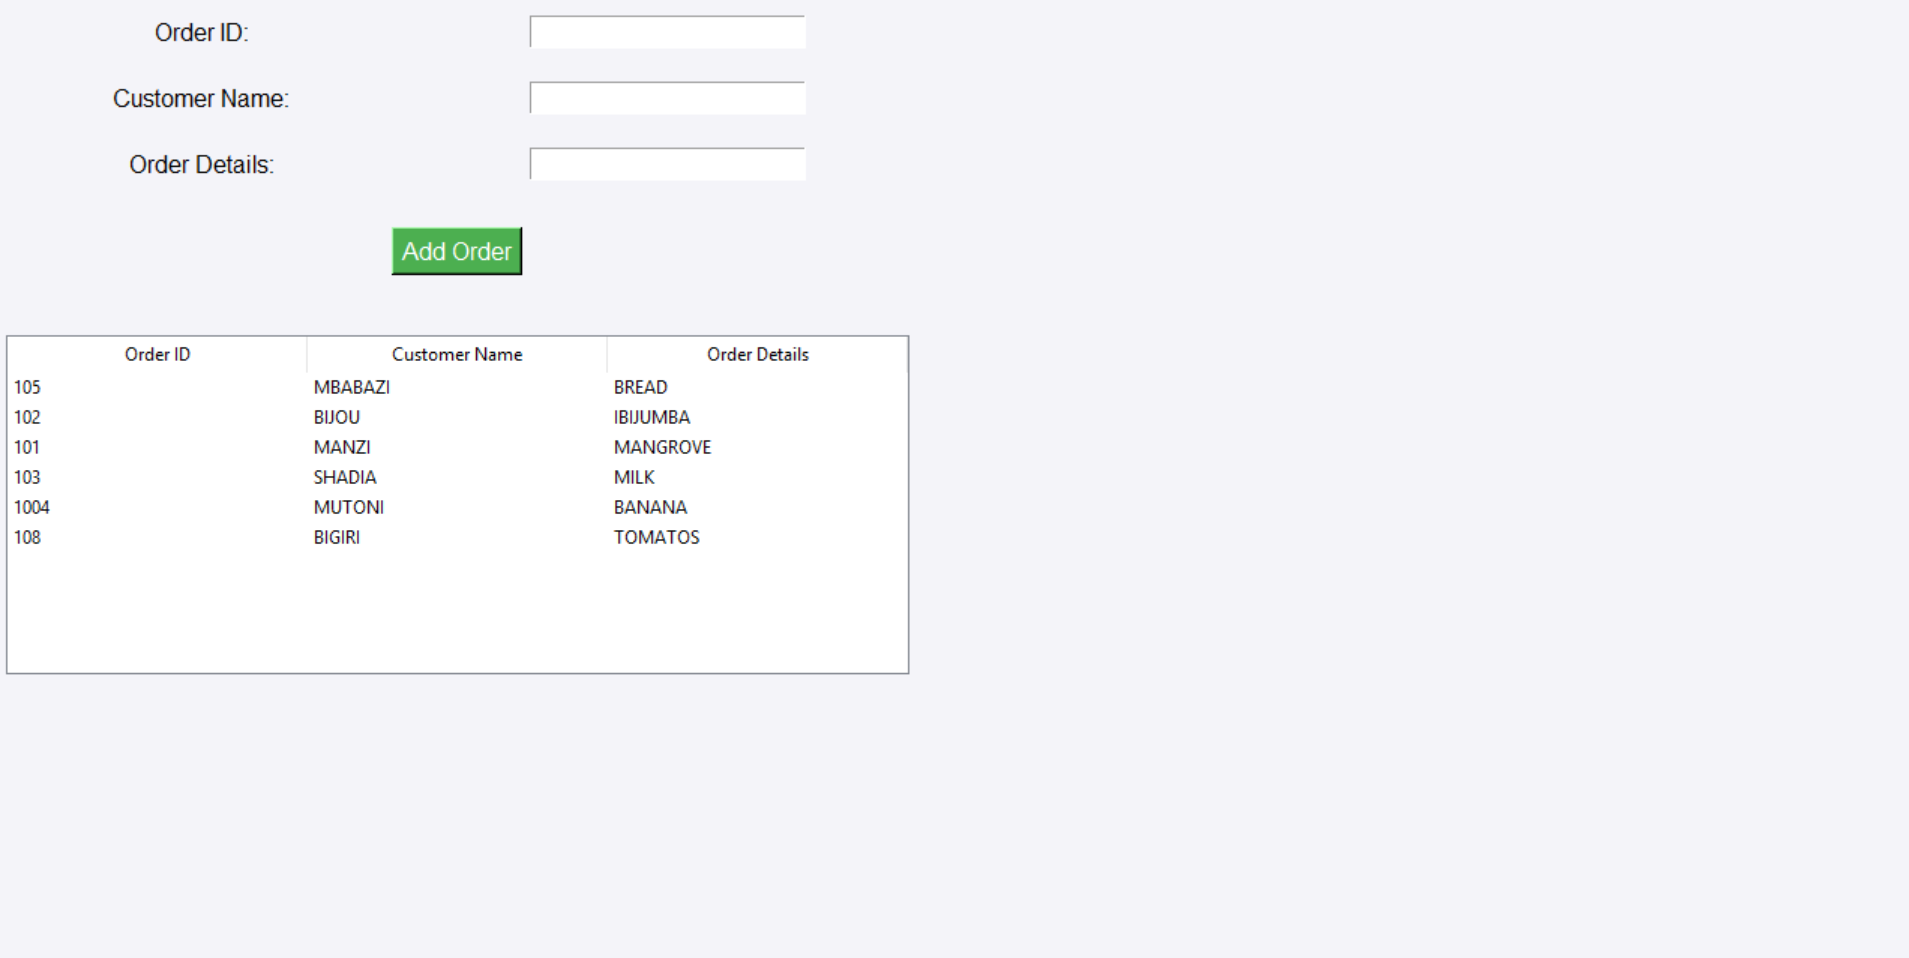 Order ID:
Customer Name:
Order Details:
Add Order
Order ID Customer Name Order Details
105 MBABAZI BREAD
102 BIJOU IBIJUMBA
101 MANZI MANGROVE
103 SHADIA MILK
1004 MUTONI BANANA
108 BIGIRI TOMATOS